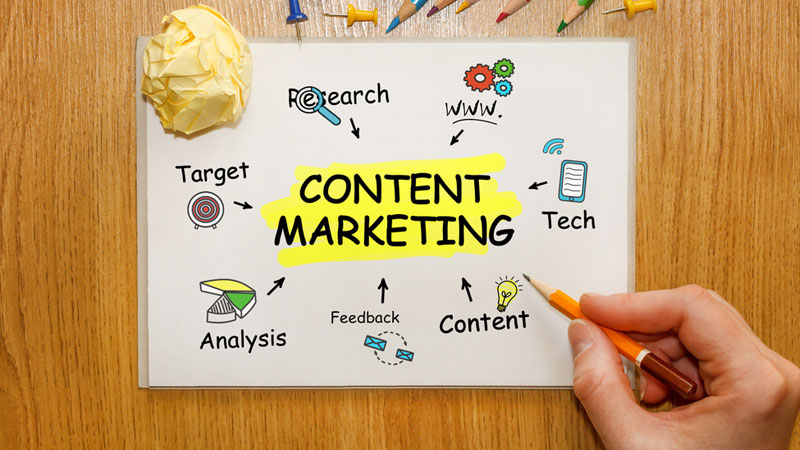 Research
www.
Target
CONTENT
MARKETING
Tech
Feedback
Content
Analysis